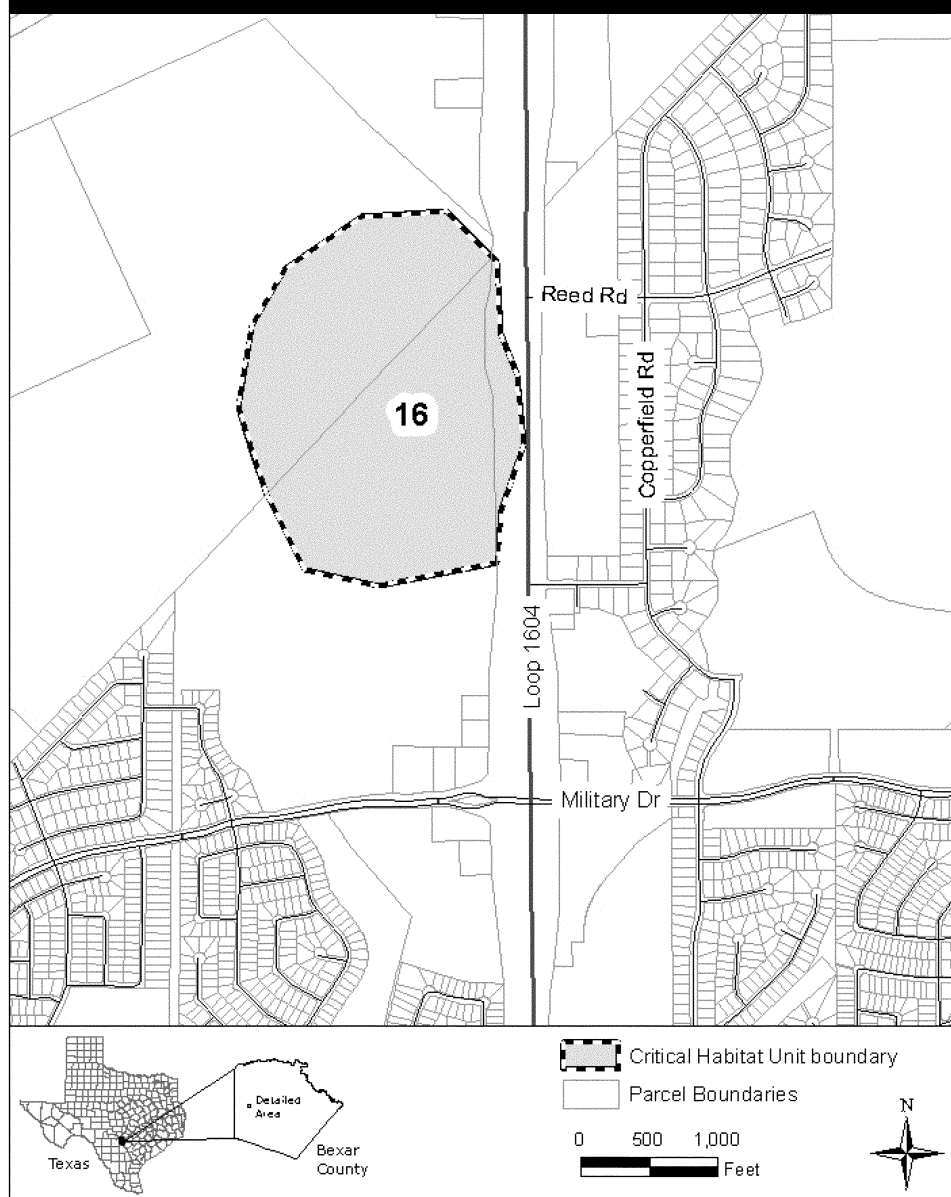 Reed Rd
16
Copperfield Rd
Loop 1604
Military Dr
Critical Habitat Unit boundary
Parcel Boundaries
Detailed
Area
Texas
Bexar
County
0 500 1,000
Feet
N